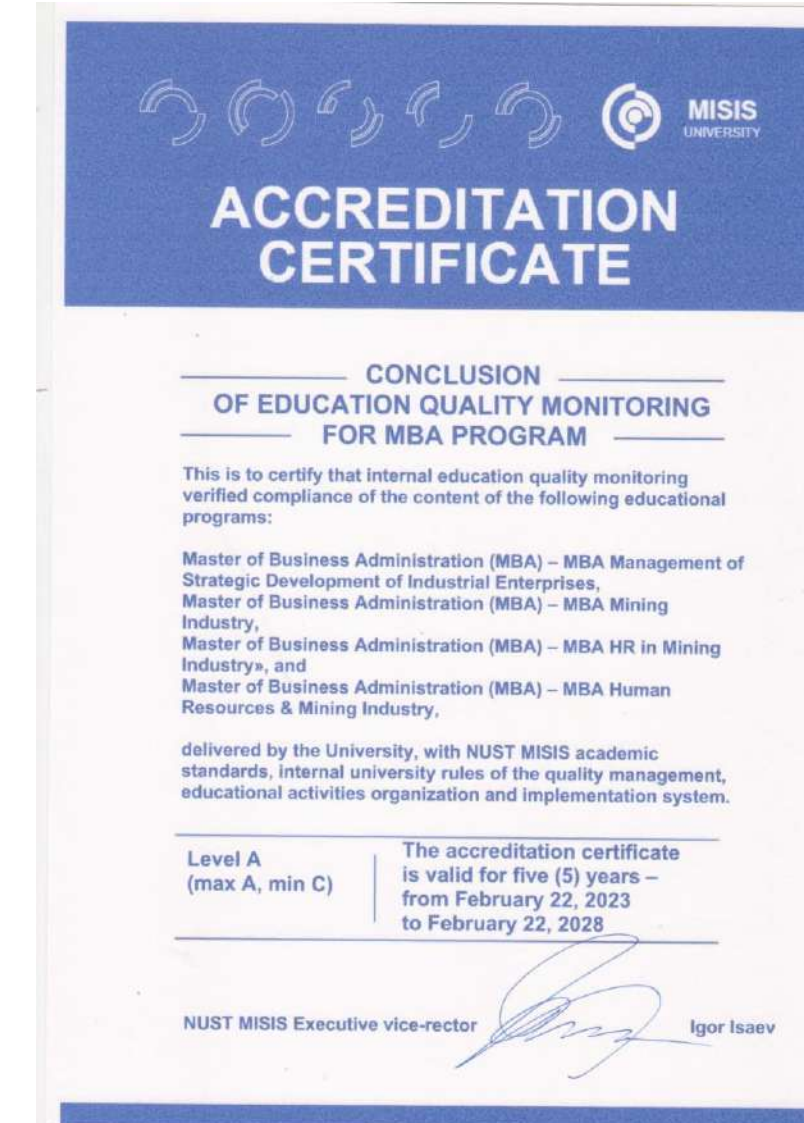 MISIS
UNIVERSITY
ACCREDITATION
CERTIFICATE
CONCLUSION
OF EDUCATION QUALITY MONITORING
FOR MBA PROGRAM
This is to certify that internal education quality monitoring
verified compliance of the content of the following educational
programs:
Master of Business Administration (MBA) – MBA Management of
Strategic Development of Industrial Enterprises,
Master of Business Administration (MBA) – MBA Mining
Industry,
Master of Business Administration (MBA) – MBA HR in Mining
Industry», and
Master of Business Administration (MBA) – MBA Human
Resources & Mining Industry,
delivered by the University, with NUST MISIS academic
standards, internal university rules of the quality management,
educational activities organization and implementation system.
Level A
(max A, min C)
The accreditation certificate
is valid for five (5) years –
from February 22, 2023
to February 22, 2028
NUST MISIS Executive vice-rector
Igor Isaev